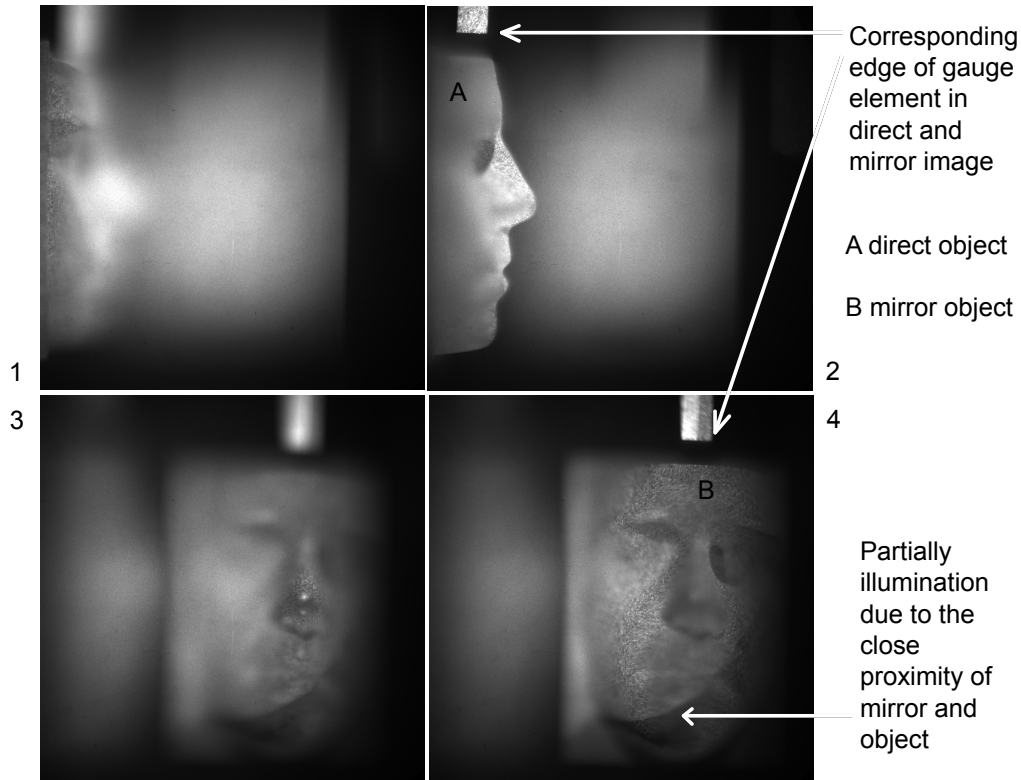 Corresponding
edge of gauge
element in
direct and
mirror image
A
A direct object
B mirror object
1
2
3
4
B
Partially
illumination
due to the
close
proximity of
mirror and
object